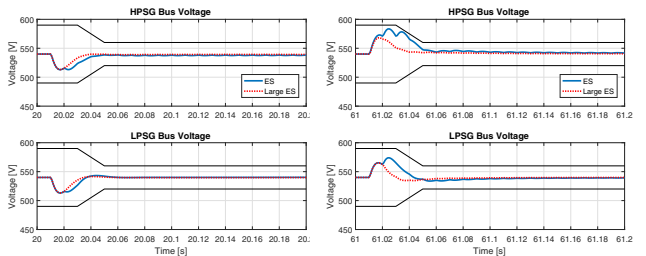 HPSG Bus Voltage
Voltage [V]
600
550
500
450
20 20.02 20.04 20.06 20.08 20.1 20.12 20.14 20.16 20.18 20.
ES
Large ES
HPSG Bus Voltage
Voltage [V]
600
550
500
450
61 61.02 61.04 61.06 61.08 61.1 61.12 61.14 61.16 61.18 61.2
ES
Large ES
LPSG Bus Voltage
Voltage [V]
600
550
500
450
20 20.02 20.04 20.06 20.08 20.1 20.12 20.14 20.16 20.18 20.
Time [s]
LPSG Bus Voltage
Voltage [V]
600
550
500
450
61 61.02 61.04 61.06 61.08 61.1 61.12 61.14 61.16 61.18 61.2
Time [s]